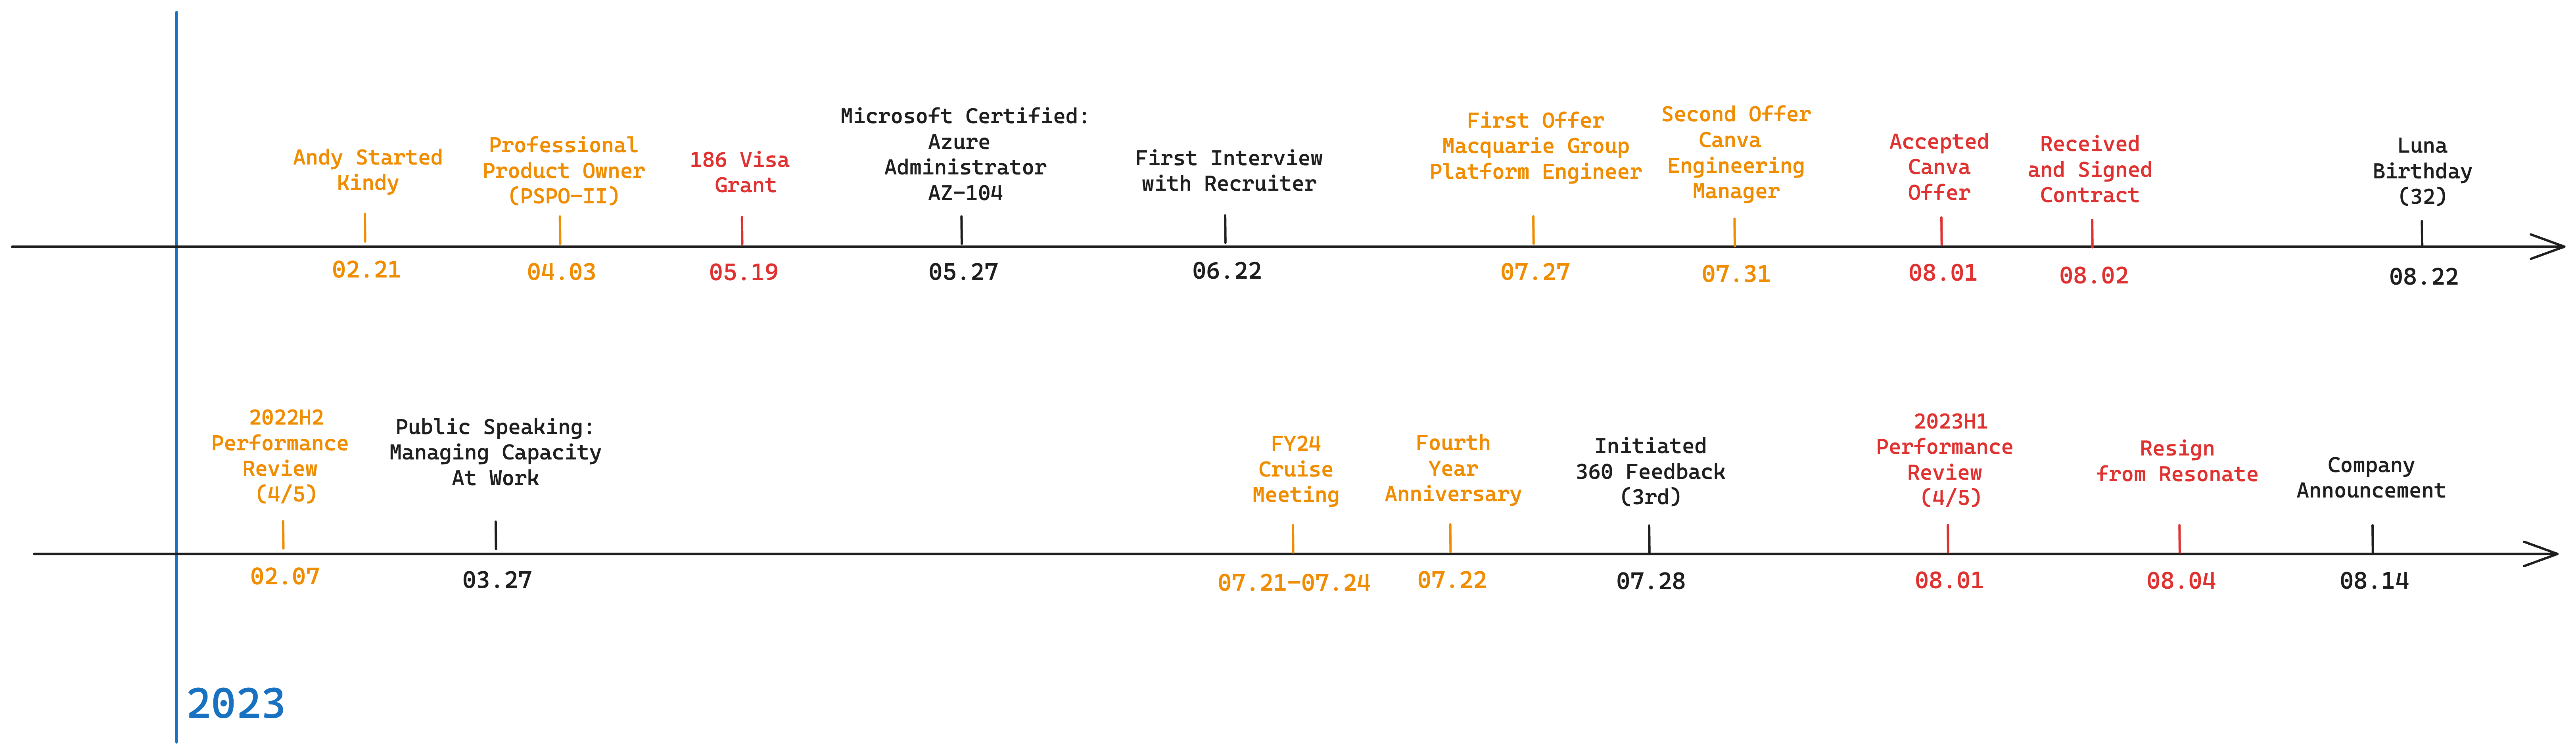 Andy Started
Kindy
02.21
Professional
Product Owner
(PSPO-II)
04.03
186 Visa
Grant
05.19
Microsoft Certified:
Azure
Administrator
AZ-104
05.27
First Interview
with Recruiter
06.22
First Offer
Macquarie Group
Platform Engineer
07.27
Second Offer
Canva
Engineering
Manager
07.31
Accepted
Canva
Offer
08.01
Received
and Signed
Contract
08.02
Luna
Birthday
(32)
08.22
2022H2
Performance
Review
(4/5)
02.07
Public Speaking:
Managing Capacity
At Work
03.27
FY24
Cruise
Meeting
07.21-07.24
Fourth
Year
Anniversary
07.22
Initiated
360 Feedback
(3rd)
07.28
2023H1
Performance
Review
(4/5)
08.01
Resign
from Resonate
08.04
Company
Announcement
08.14
2023